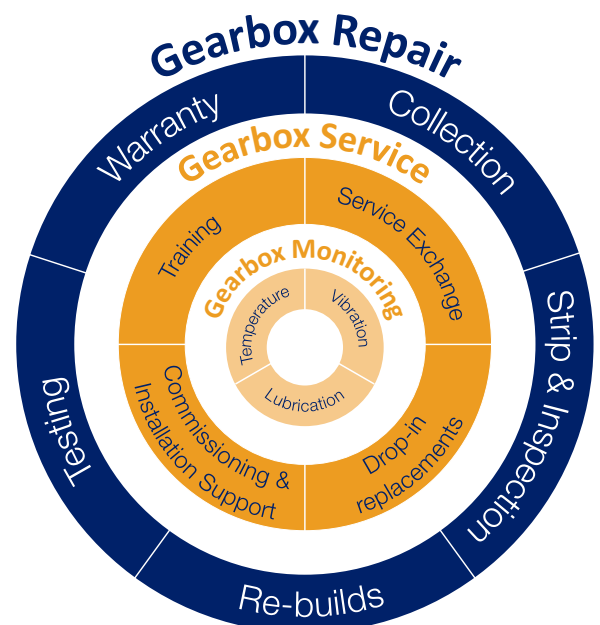 Gearbox Repair
Collection
Strip & Inspection
Re-builds
Testing
Warranty
Gearbox Service
Service Exchange
Drop-in
replacements
Commissioning &
Installation Support
Training
Gearbox Monitoring
Vibration
Lubrication
Temperature